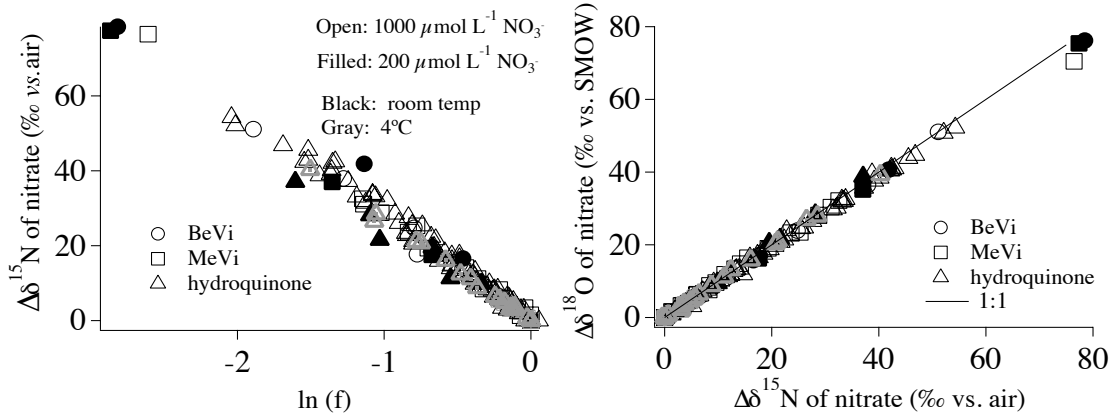 Δδ¹⁵N of nitrate (‰ vs. air)
60
40
20
0
-2
-1
0
ln (f)
Open: 1000 μmol L⁻¹ NO₃⁻
Filled: 200 μmol L⁻¹ NO₃⁻
Black: room temp
Gray: 4ºC
BeVi
MeVi
hydroquinone
Δδ¹⁸O of nitrate (‰ vs. SMOW)
80
60
40
20
0
0
20
40
60
80
Δδ¹⁵N of nitrate (‰ vs. air)
BeVi
MeVi
hydroquinone
1:1